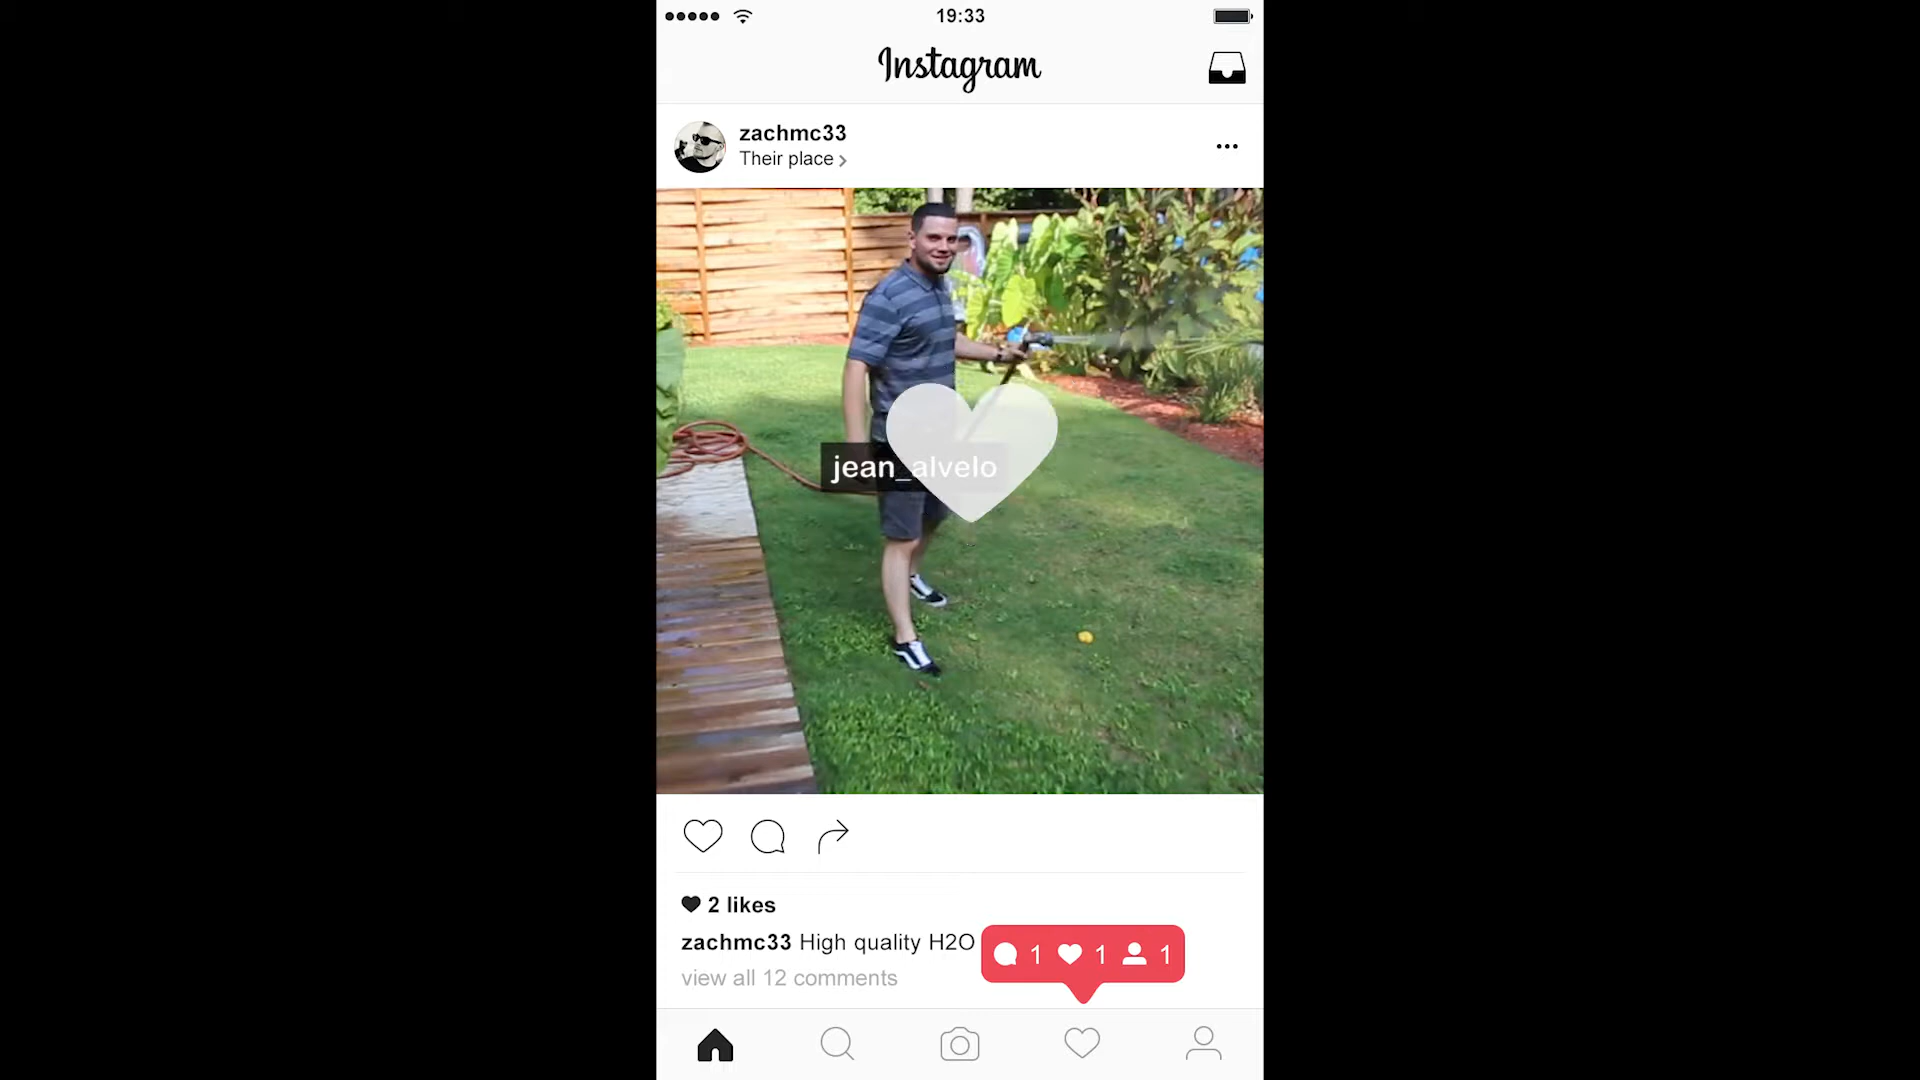 19:33
Instagram
zachmc33
Their place >
jean_alvelo
2 likes
zachmc33 High quality H2O
1 1 1
view all 12 comments